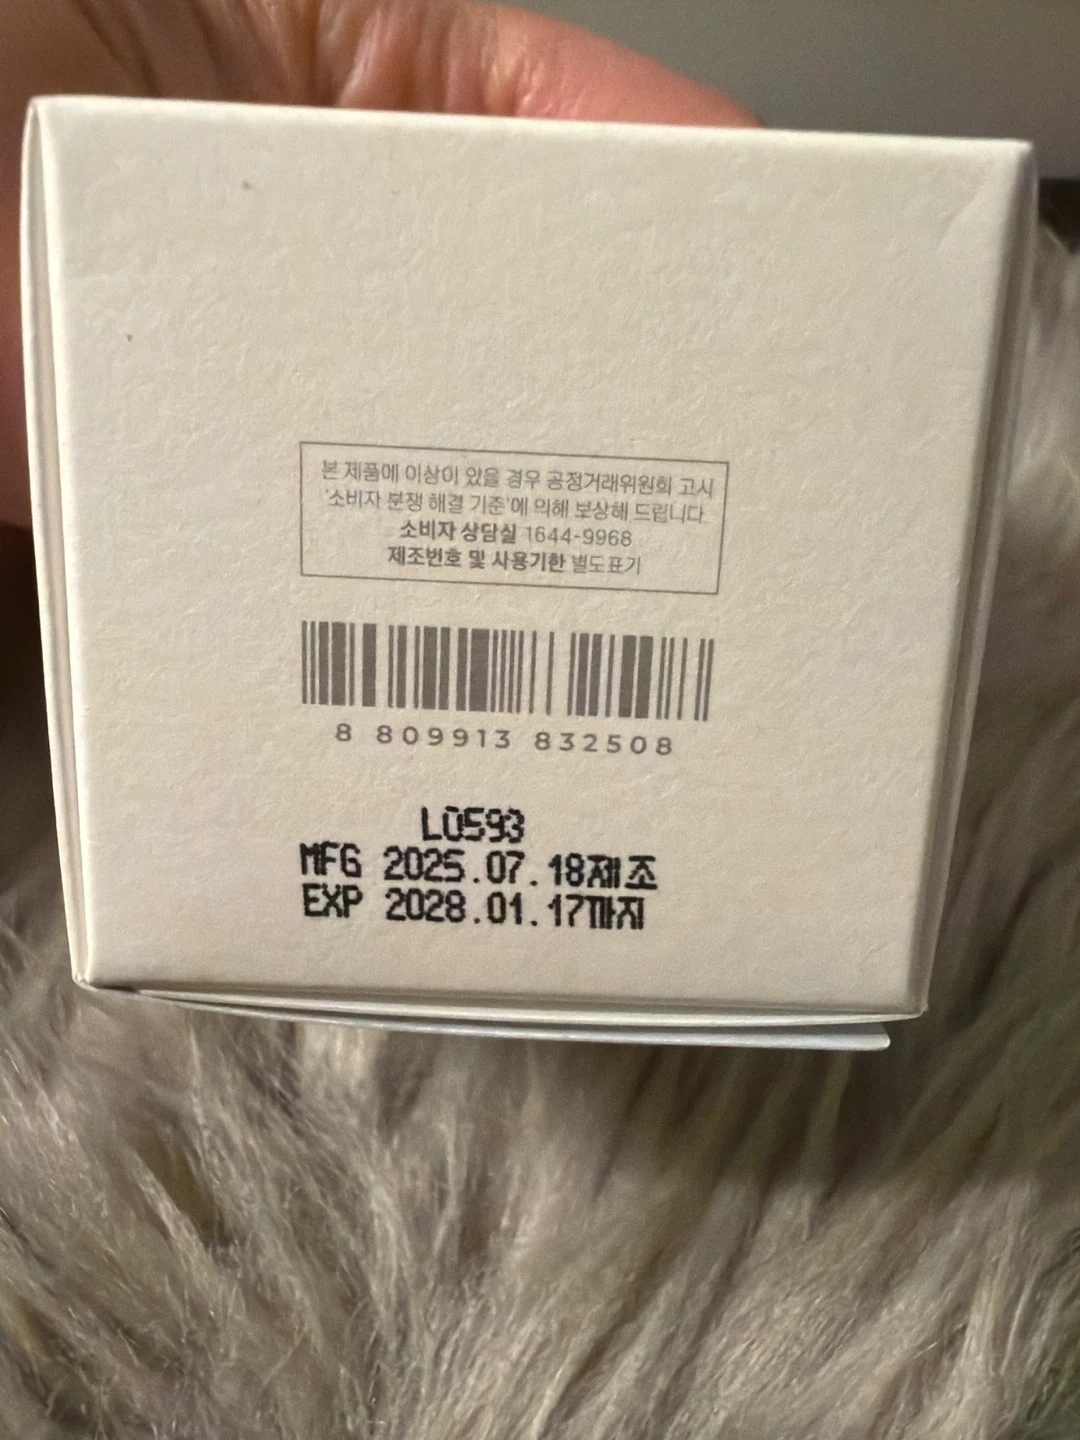 본 제품에 이상이 있을 경우 공정거래위원회 고시
'소비자 분쟁 해결 기준'에 의해 보상해 드립니다.
소비자 상담실 1644-9968
제조번호 및 사용기한 별도표기
8 809913 832508
L0593
MFG 2025.07.18제조
EXP 2028.01.17까지